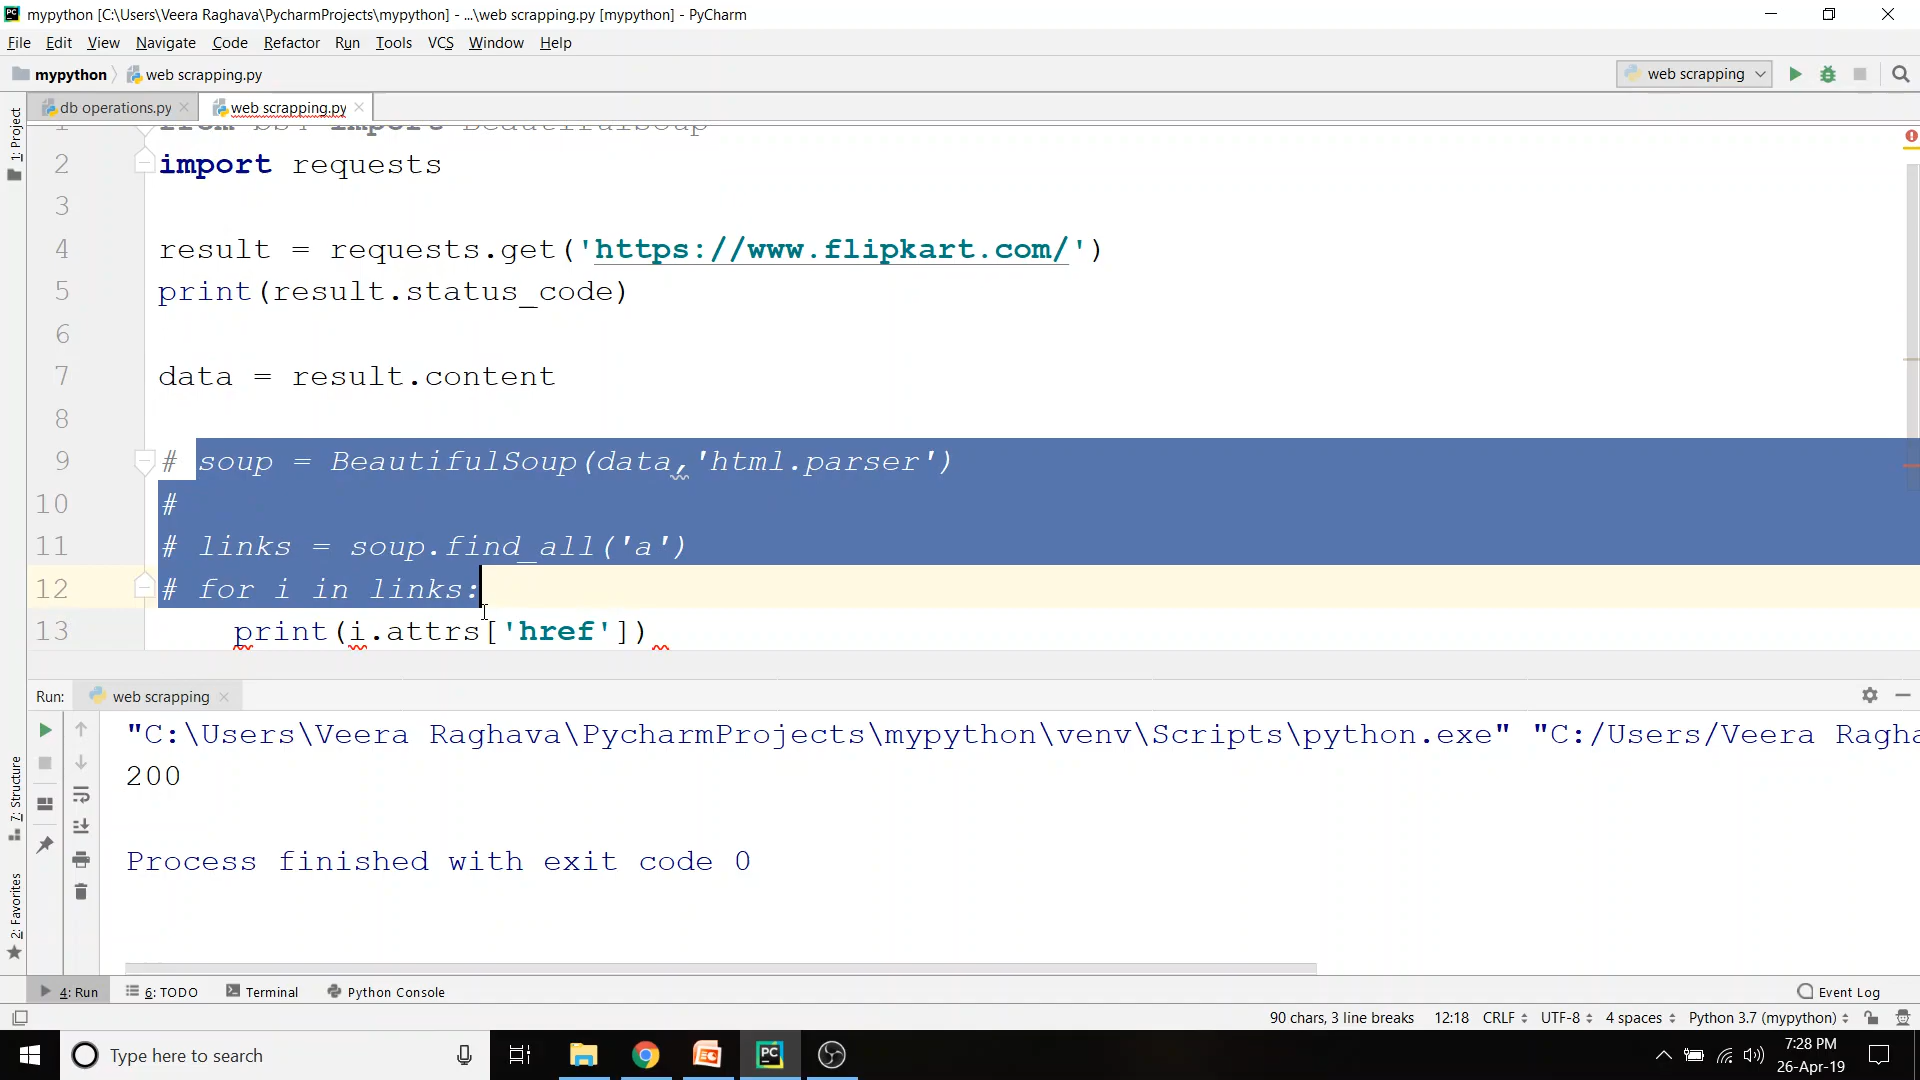 mypython [C:\Users\Veera Raghava\PycharmProjects\mypython] - ...\web scrapping.py [mypython] - PyCharm
File Edit View Navigate Code Refactor Run Tools VCS Window Help
mypython web scrapping.py web scrapping
db operations.py web scrapping.py
1 from bs4 import BeautifulSoup
2 import requests
3
4 result = requests.get('https://www.flipkart.com/')
5 print(result.status_code)
6
7 data = result.content
8
9 # soup = BeautifulSoup(data,'html.parser')
10 #
11 # links = soup.find_all('a')
12 # for i in links:
13 print(i.attrs['href'])
1: Project
7: Structure
2: Favorites
Run: web scrapping
"C:\Users\Veera Raghava\PycharmProjects\mypython\venv\Scripts\python.exe" "C:/Users/Veera Ragha
200
Process finished with exit code 0
4: Run 6: TODO Terminal Python Console Event Log
90 chars, 3 line breaks 12:18 CRLF UTF-8 4 spaces Python 3.7 (mypython)
Type here to search
PC
7:28 PM
26-Apr-19